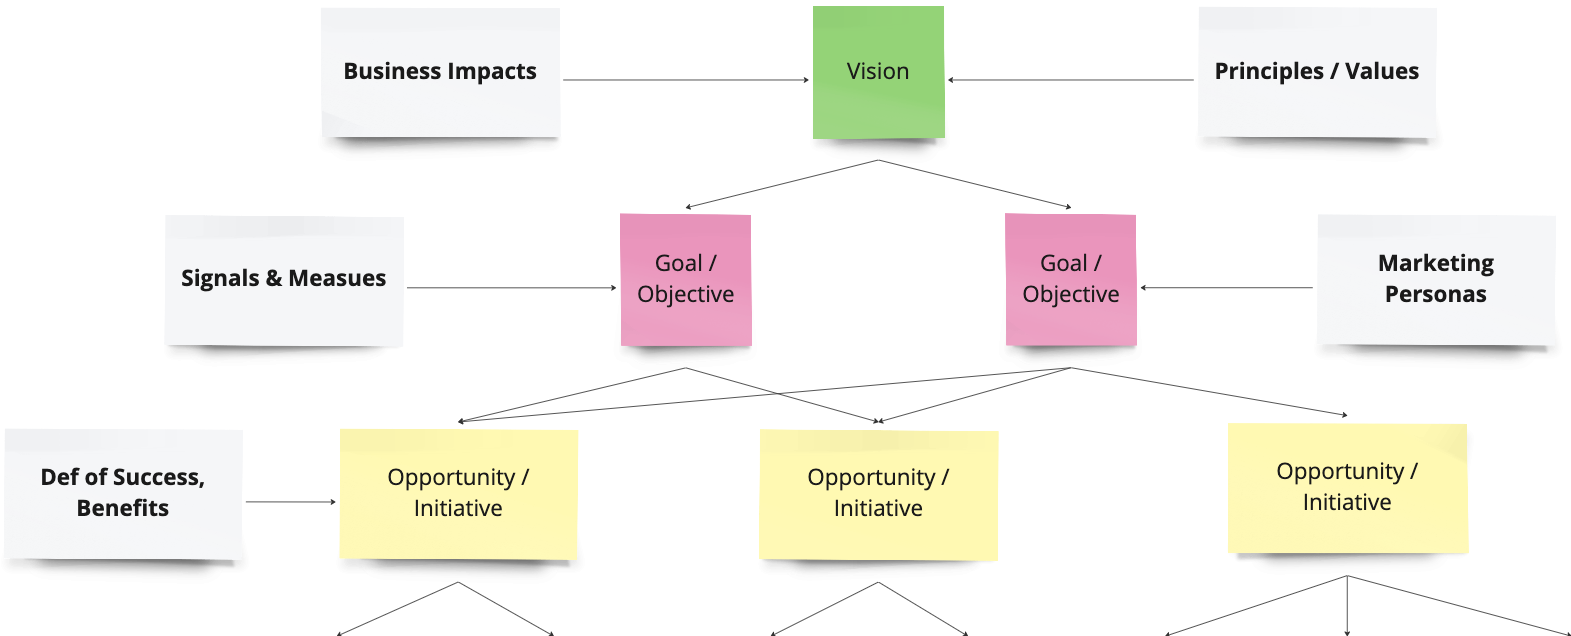 Business Impacts
Vision
Principles / Values
Signals & Measues
Goal /
Objective
Goal /
Objective
Marketing
Personas
Def of Success,
Benefits
Opportunity /
Initiative
Opportunity /
Initiative
Opportunity /
Initiative